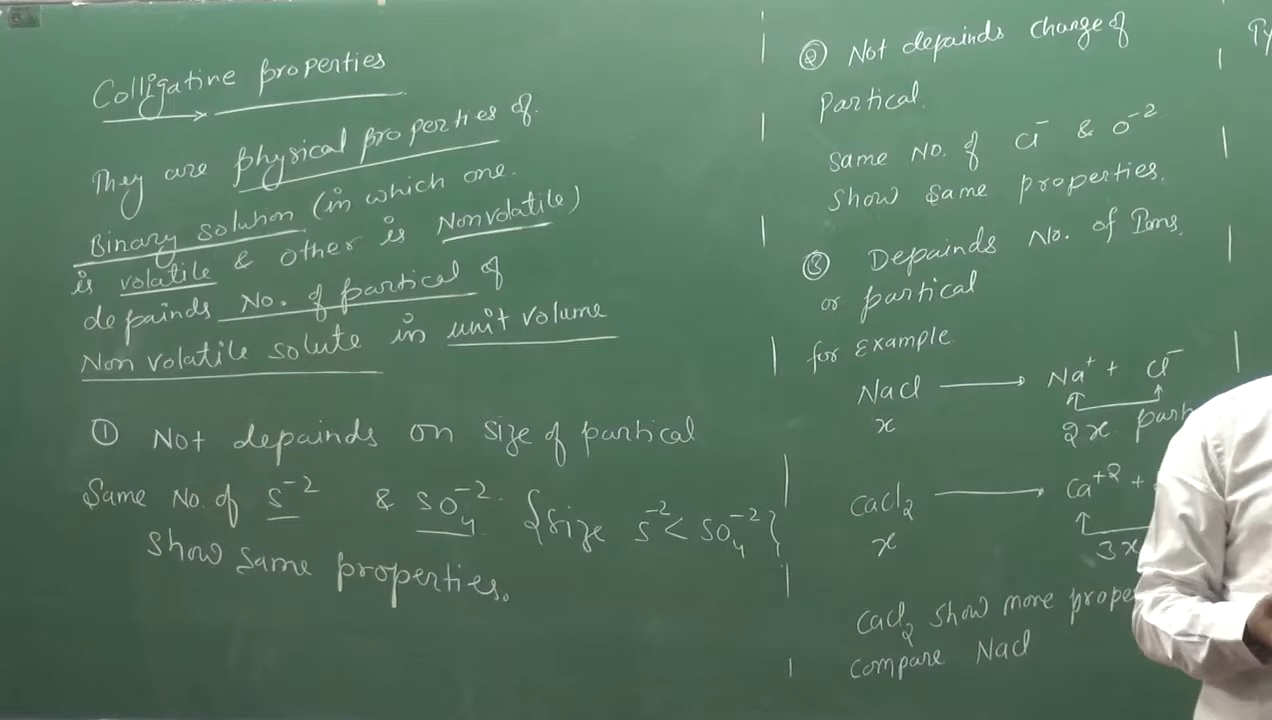 Colligatine properties
They are physical properties of
Binary solution (in which one
is volatile & other is Nonvolatile)
depainds No. of partical of
Non volatile solute in unit volume
① Not depainds on size of partical
Same No. of S⁻² & SO₄⁻² {size S⁻² < SO₄⁻²}
Show Same properties.
② Not depainds Change of
Partical.
Same No. of Cl⁻ & O⁻²
Show Same properties.
③ Depainds No. of Ions.
or partical
for Example.
NaCl → Na⁺ + Cl⁻
x 2x
CaCl₂ → Ca⁺² +
x 3x
CaCl₂ Show more
Compare NaCl
Ty